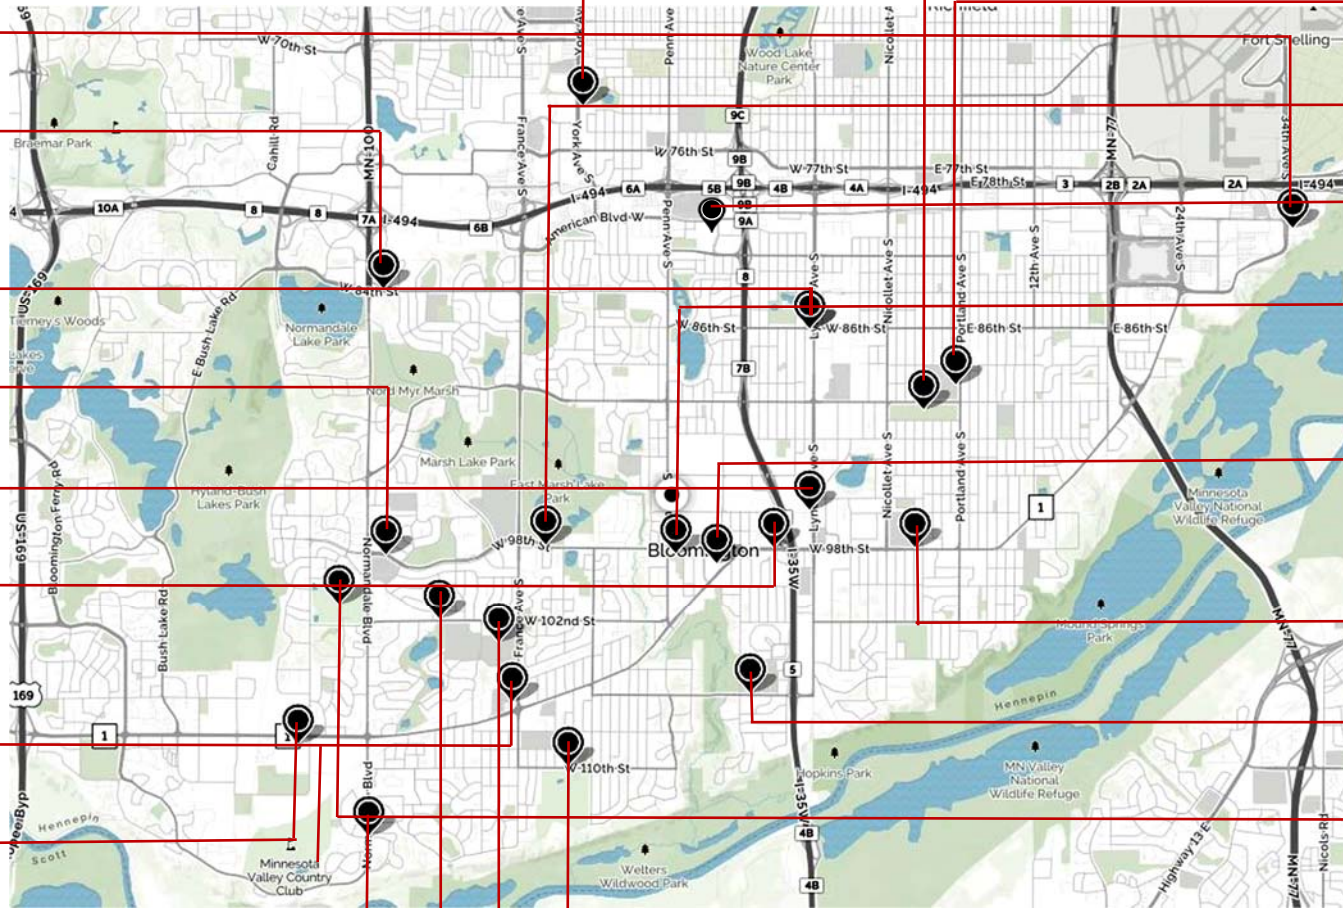 Richfield
W 70th St
Penn Ave
Wood Lake
Nature Center
Park
Fort Snelling
Braemar Park
Cahill Rd
MN-100
France Ave S
York Ave S
9C
W 76th St
9B
W 77th St
E 77th St
E 78th St
MN-77
34th Ave S
10A
8
8
7A
I-494
6B
I-494
6A
5B
9B
4B
4A
I-494
3
2B
2A
2A
I-494
9B
9A
American Blvd W
Penn Ave S
24th Ave S
US-169
W 84th St
8
Nicollet Ave S
Portland Ave S
12th Ave S
Tierney's Woods
E Bush Lake Rd
Normandale
Lake Park
W 86th St
W 86th St
E 86th St
E 86th St
7B
Nord Myr Marsh
Marsh Lake Park
East Marsh Lake
Park
Nicollet Ave S
Portland Ave S
Bloomington Ferry Rd
Hyland-Bush
Lakes Park
Minnesota
Valley National
Wildlife Refuge
1
US-169
W 98th St
Bloomington
W 98th St
I-35W
Normandale Blvd
France Ave S
W 102nd St
Bush Lake Rd
Mound Springs
Park
MN-77
169
5
Hennepin
1
1
W 110th St
Hopkins Park
MN Valley
National
Wildlife Refuge
I-35W
Hennepin
Scott
4B
Minnesota
Valley Country
Club
Welters
Wildwood Park
4B
Highway 13 E
MN-77
Nicols Rd